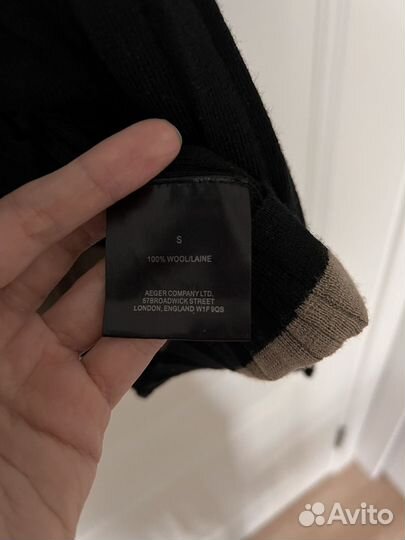 S
100% WOOL/LAINE
AEGER COMPANY LTD.
57BROADWICK STREET
LONDON, ENGLAND W1F 9QS
Avito